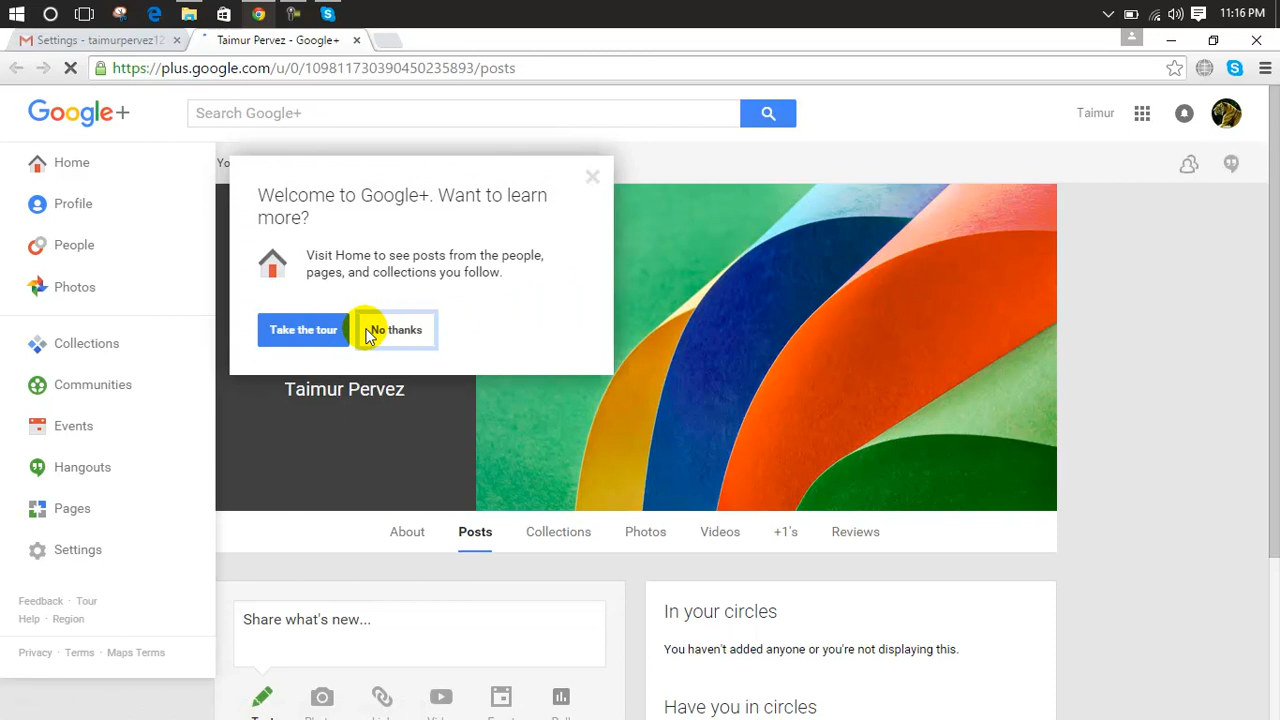 11:16 PM
Settings - taimurpervez12
Taimur Pervez - Google+
https://plus.google.com/u/0/109811730390450235893/posts
Google+
Search Google+
Taimur
Home
Profile
People
Photos
Collections
Communities
Events
Hangouts
Pages
Settings
Feedback · Tour
Help · Region
Privacy · Terms · Maps Terms
Yo
Welcome to Google+. Want to learn
more?
Visit Home to see posts from the people,
pages, and collections you follow.
Take the tour
No thanks
Taimur Pervez
About Posts Collections Photos Videos +1's Reviews
Share what's new...
In your circles
You haven't added anyone or you're not displaying this.
Have you in circles